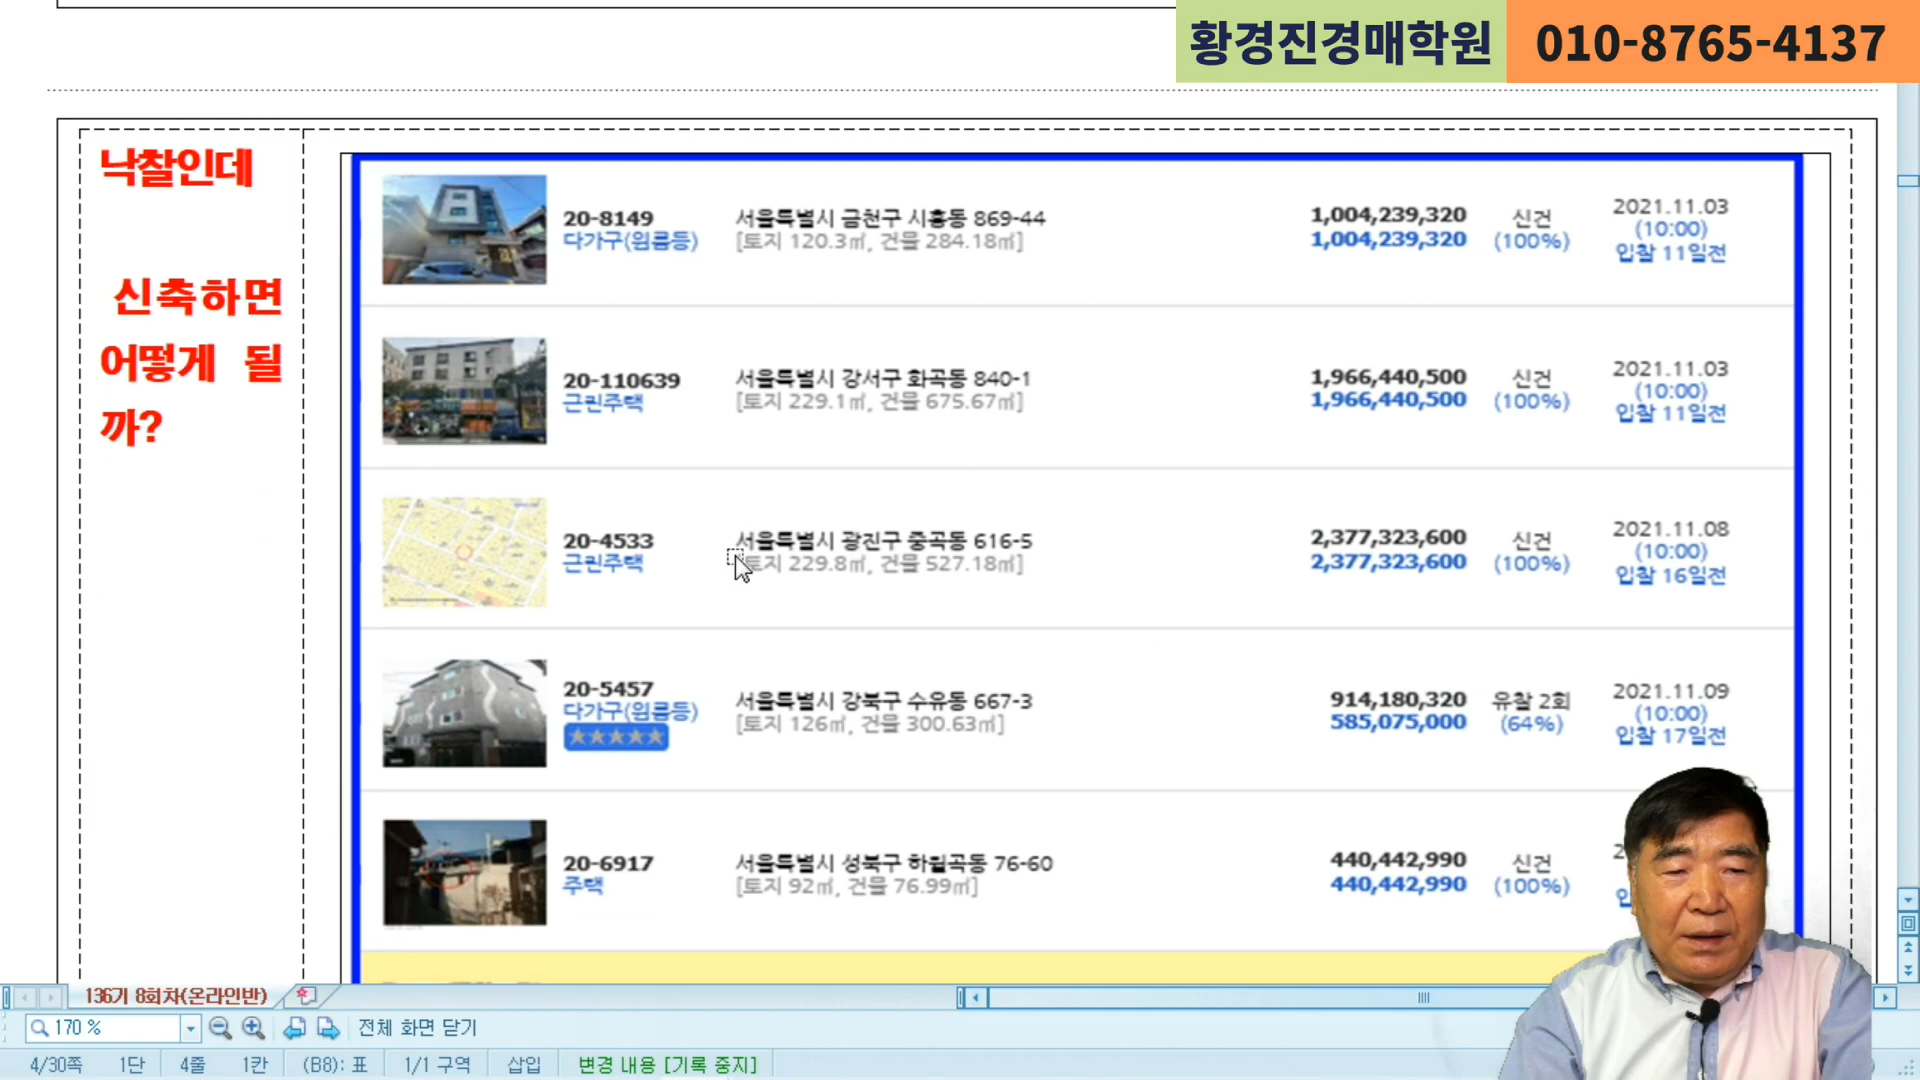 황경진경매학원 010-8765-4137
낙찰인데
신축하면
어떻게 될
까?
20-8149
다가구(원룸등)
서울특별시 금천구 시흥동 869-44
[토지 120.3㎡, 건물 284.18㎡]
1,004,239,320
1,004,239,320
신건
(100%)
2021.11.03
(10:00)
입찰 11일전
20-110639
근린주택
서울특별시 강서구 화곡동 840-1
[토지 229.1㎡, 건물 675.67㎡]
1,966,440,500
1,966,440,500
신건
(100%)
2021.11.03
(10:00)
입찰 11일전
20-4533
근린주택
서울특별시 광진구 중곡동 616-5
토지 229.8㎡, 건물 527.18㎡]
2,377,323,600
2,377,323,600
신건
(100%)
2021.11.08
(10:00)
입찰 16일전
20-5457
다가구(원룸등)
★★★★★
서울특별시 강북구 수유동 667-3
[토지 126㎡, 건물 300.63㎡]
914,180,320
585,075,000
유찰 2회
(64%)
2021.11.09
(10:00)
입찰 17일전
20-6917
주택
서울특별시 성북구 하월곡동 76-60
[토지 92㎡, 건물 76.99㎡]
440,442,990
440,442,990
신건
(100%)
136기 8회차(온라인반)
170 %
전체 화면 닫기
4/30쪽 1단 4줄 1칸 (B8): 표 1/1 구역 삽입 변경 내용 [기록 중지]